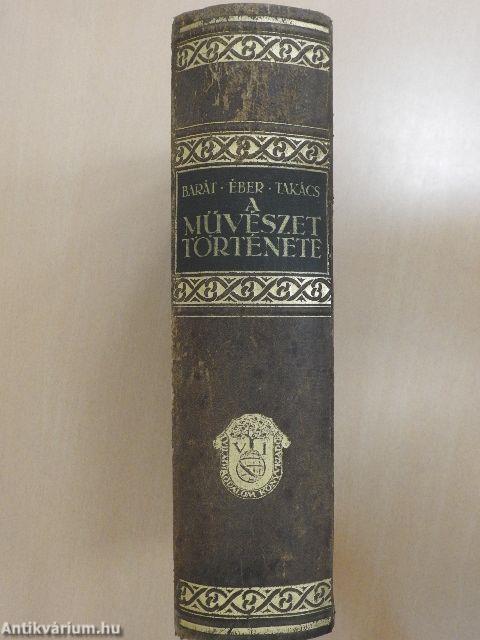 BARÁT · ÉBER · TAKÁCS
A
MŰVÉSZET
TÖRTÉNETE
V I
Antikvárium.hu